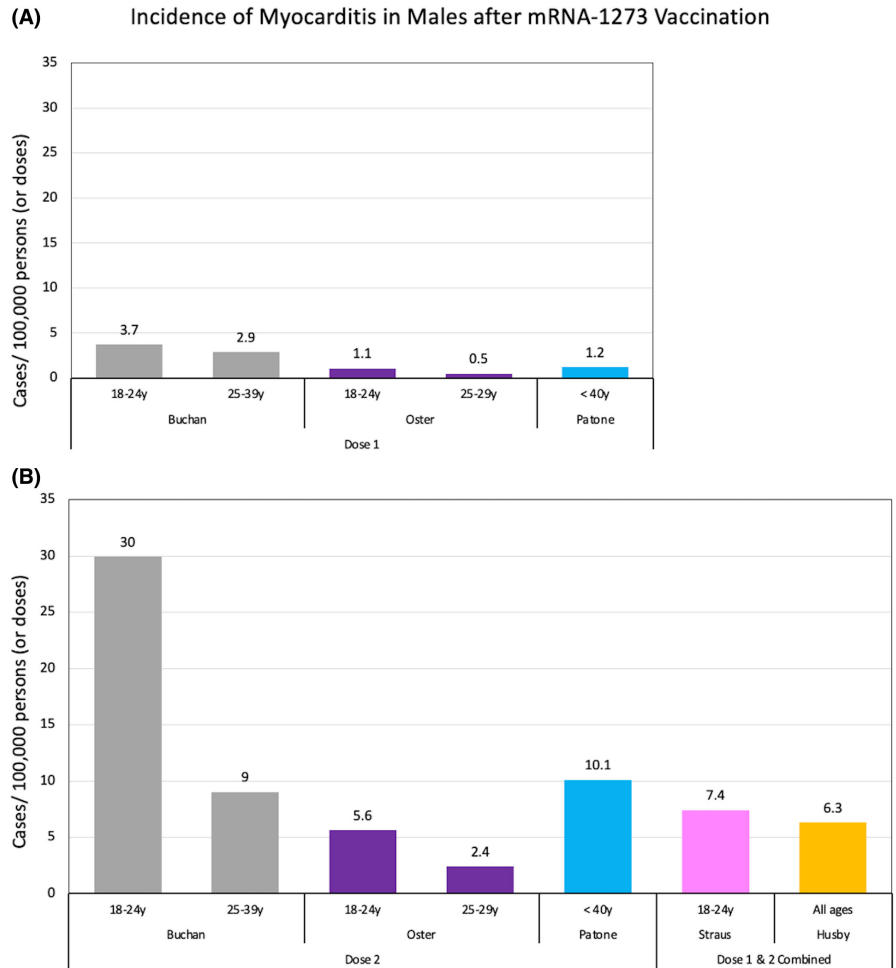 (A)
Incidence of Myocarditis in Males after mRNA-1273 Vaccination
Cases/ 100,000 persons (or doses)
35
30
25
20
15
10
5
0
3.7
2.9
1.1
0.5
1.2
18-24y 25-39y 18-24y 25-29y < 40y
Buchan Oster Patone
Dose 1
(B)
Cases/ 100,000 persons (or doses)
35
30
25
20
15
10
5
0
30
9
5.6
2.4
10.1
7.4
6.3
18-24y 25-39y 18-24y 25-29y < 40y 18-24y All ages
Buchan Oster Patone Straus Husby
Dose 2 Dose 1 & 2 Combined